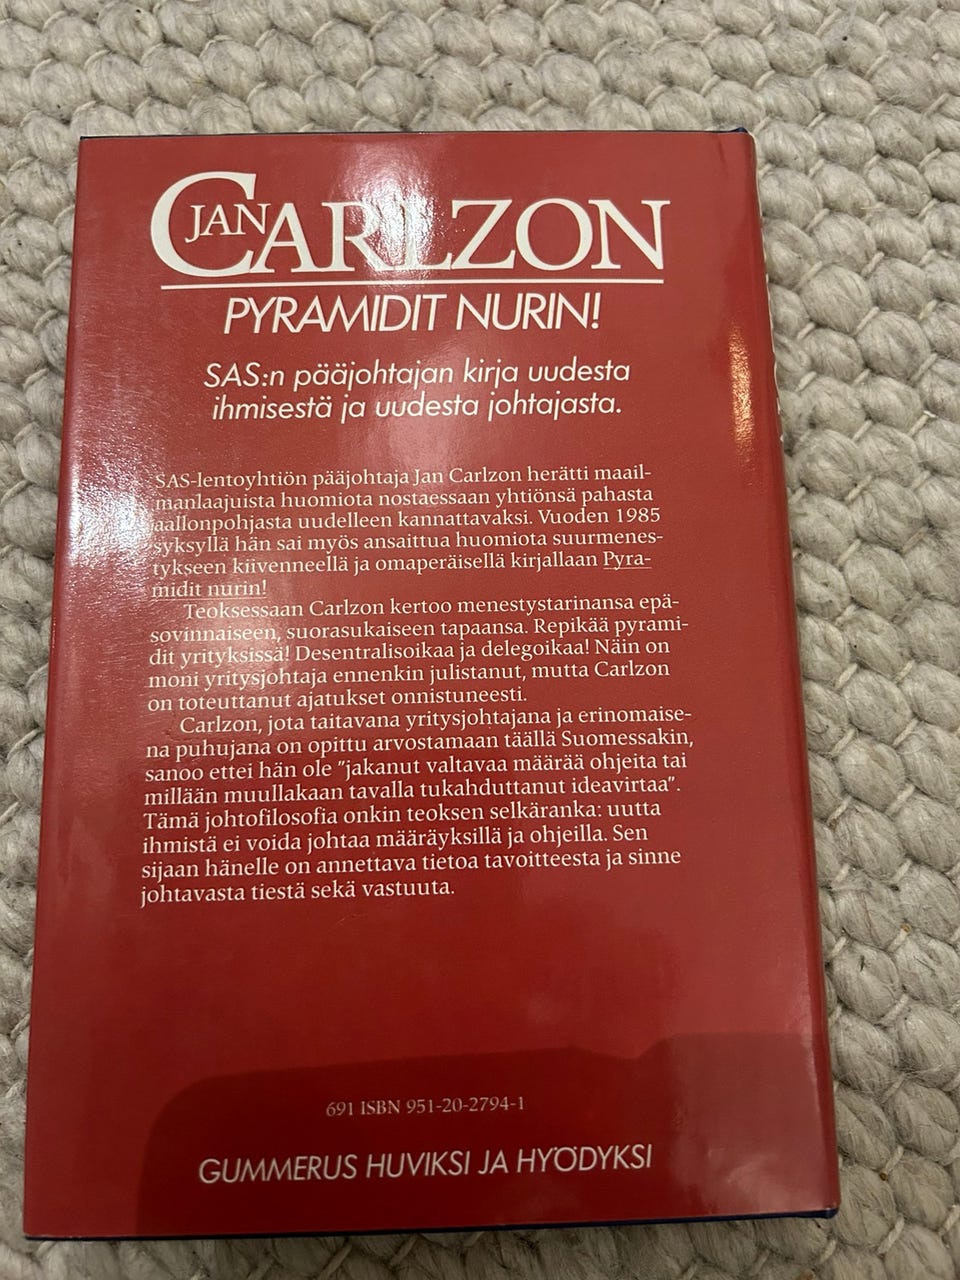 JAN CARLZON
PYRAMIDIT NURIN!
SAS:n pääjohtajan kirja uudesta
ihmisestä ja uudesta johtajasta.
SAS-lentoyhtiön pääjohtaja Jan Carlzon herätti maail-
manlaajuista huomiota nostaessaan yhtiönsä pahasta
aallonpohjasta uudelleen kannattavaksi. Vuoden 1985
syksyllä hän sai myös ansaittua huomiota suurmenes-
tykseen kiivenneellä ja omaperäisellä kirjallaan Pyra-
midit nurin!
Teoksessaan Carlzon kertoo menestystarinansa epä-
sovinnaiseen, suorasukaiseen tapaansa. Repikää pyrami-
dit yrityksissä! Desentralisoikaa ja delegoikaa! Näin on
moni yritysjohtaja ennenkin julistanut, mutta Carlzon
on toteuttanut ajatukset onnistuneesti.
Carlzon, jota taitavana yritysjohtajana ja erinomaise-
na puhujana on opittu arvostamaan täällä Suomessakin,
sanoo ettei hän ole "jakanut valtavaa määrää ohjeita tai
millään muullakaan tavalla tukahduttanut ideavirtaa".
Tämä johtofilosofia onkin teoksen selkäranka: uutta
ihmistä ei voida johtaa määräyksillä ja ohjeilla. Sen
sijaan hänelle on annettava tietoa tavoitteesta ja sinne
johtavasta tiestä sekä vastuuta.
691 ISBN 951-20-2794-1
GUMMERUS HUVIKSI JA HYÖDYKSI